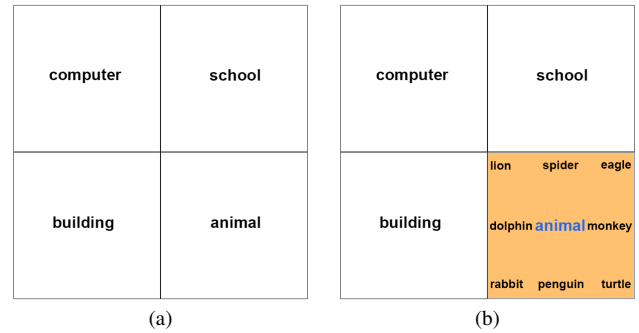 computer school
building animal
(a)
computer school
lion spider eagle
building dolphin animal monkey
rabbit penguin turtle
(b)